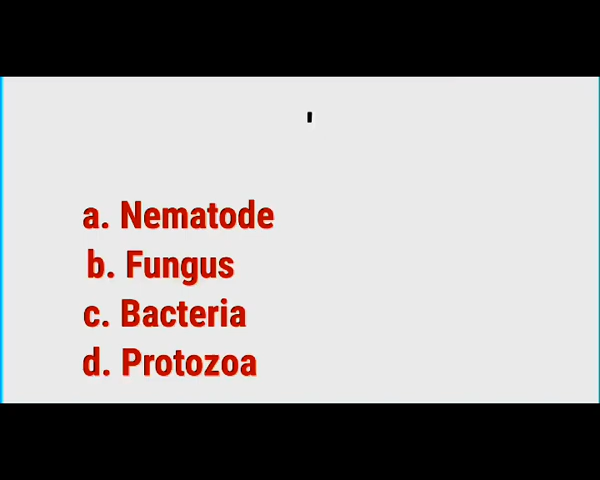 '
a. Nematode
b. Fungus
c. Bacteria
d. Protozoa